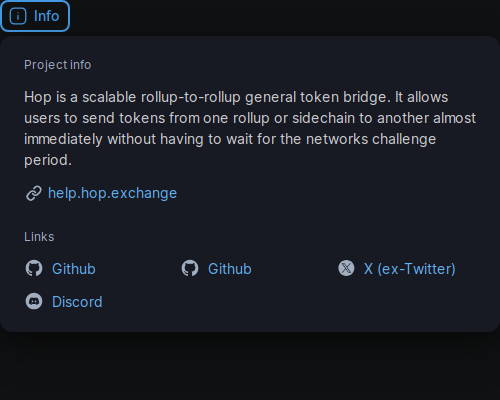 Info
Project info
Hop is a scalable rollup-to-rollup general token bridge. It allows
users to send tokens from one rollup or sidechain to another almost
immediately without having to wait for the networks challenge
period.
help.hop.exchange
Links
Github Github X (ex-Twitter)
Discord